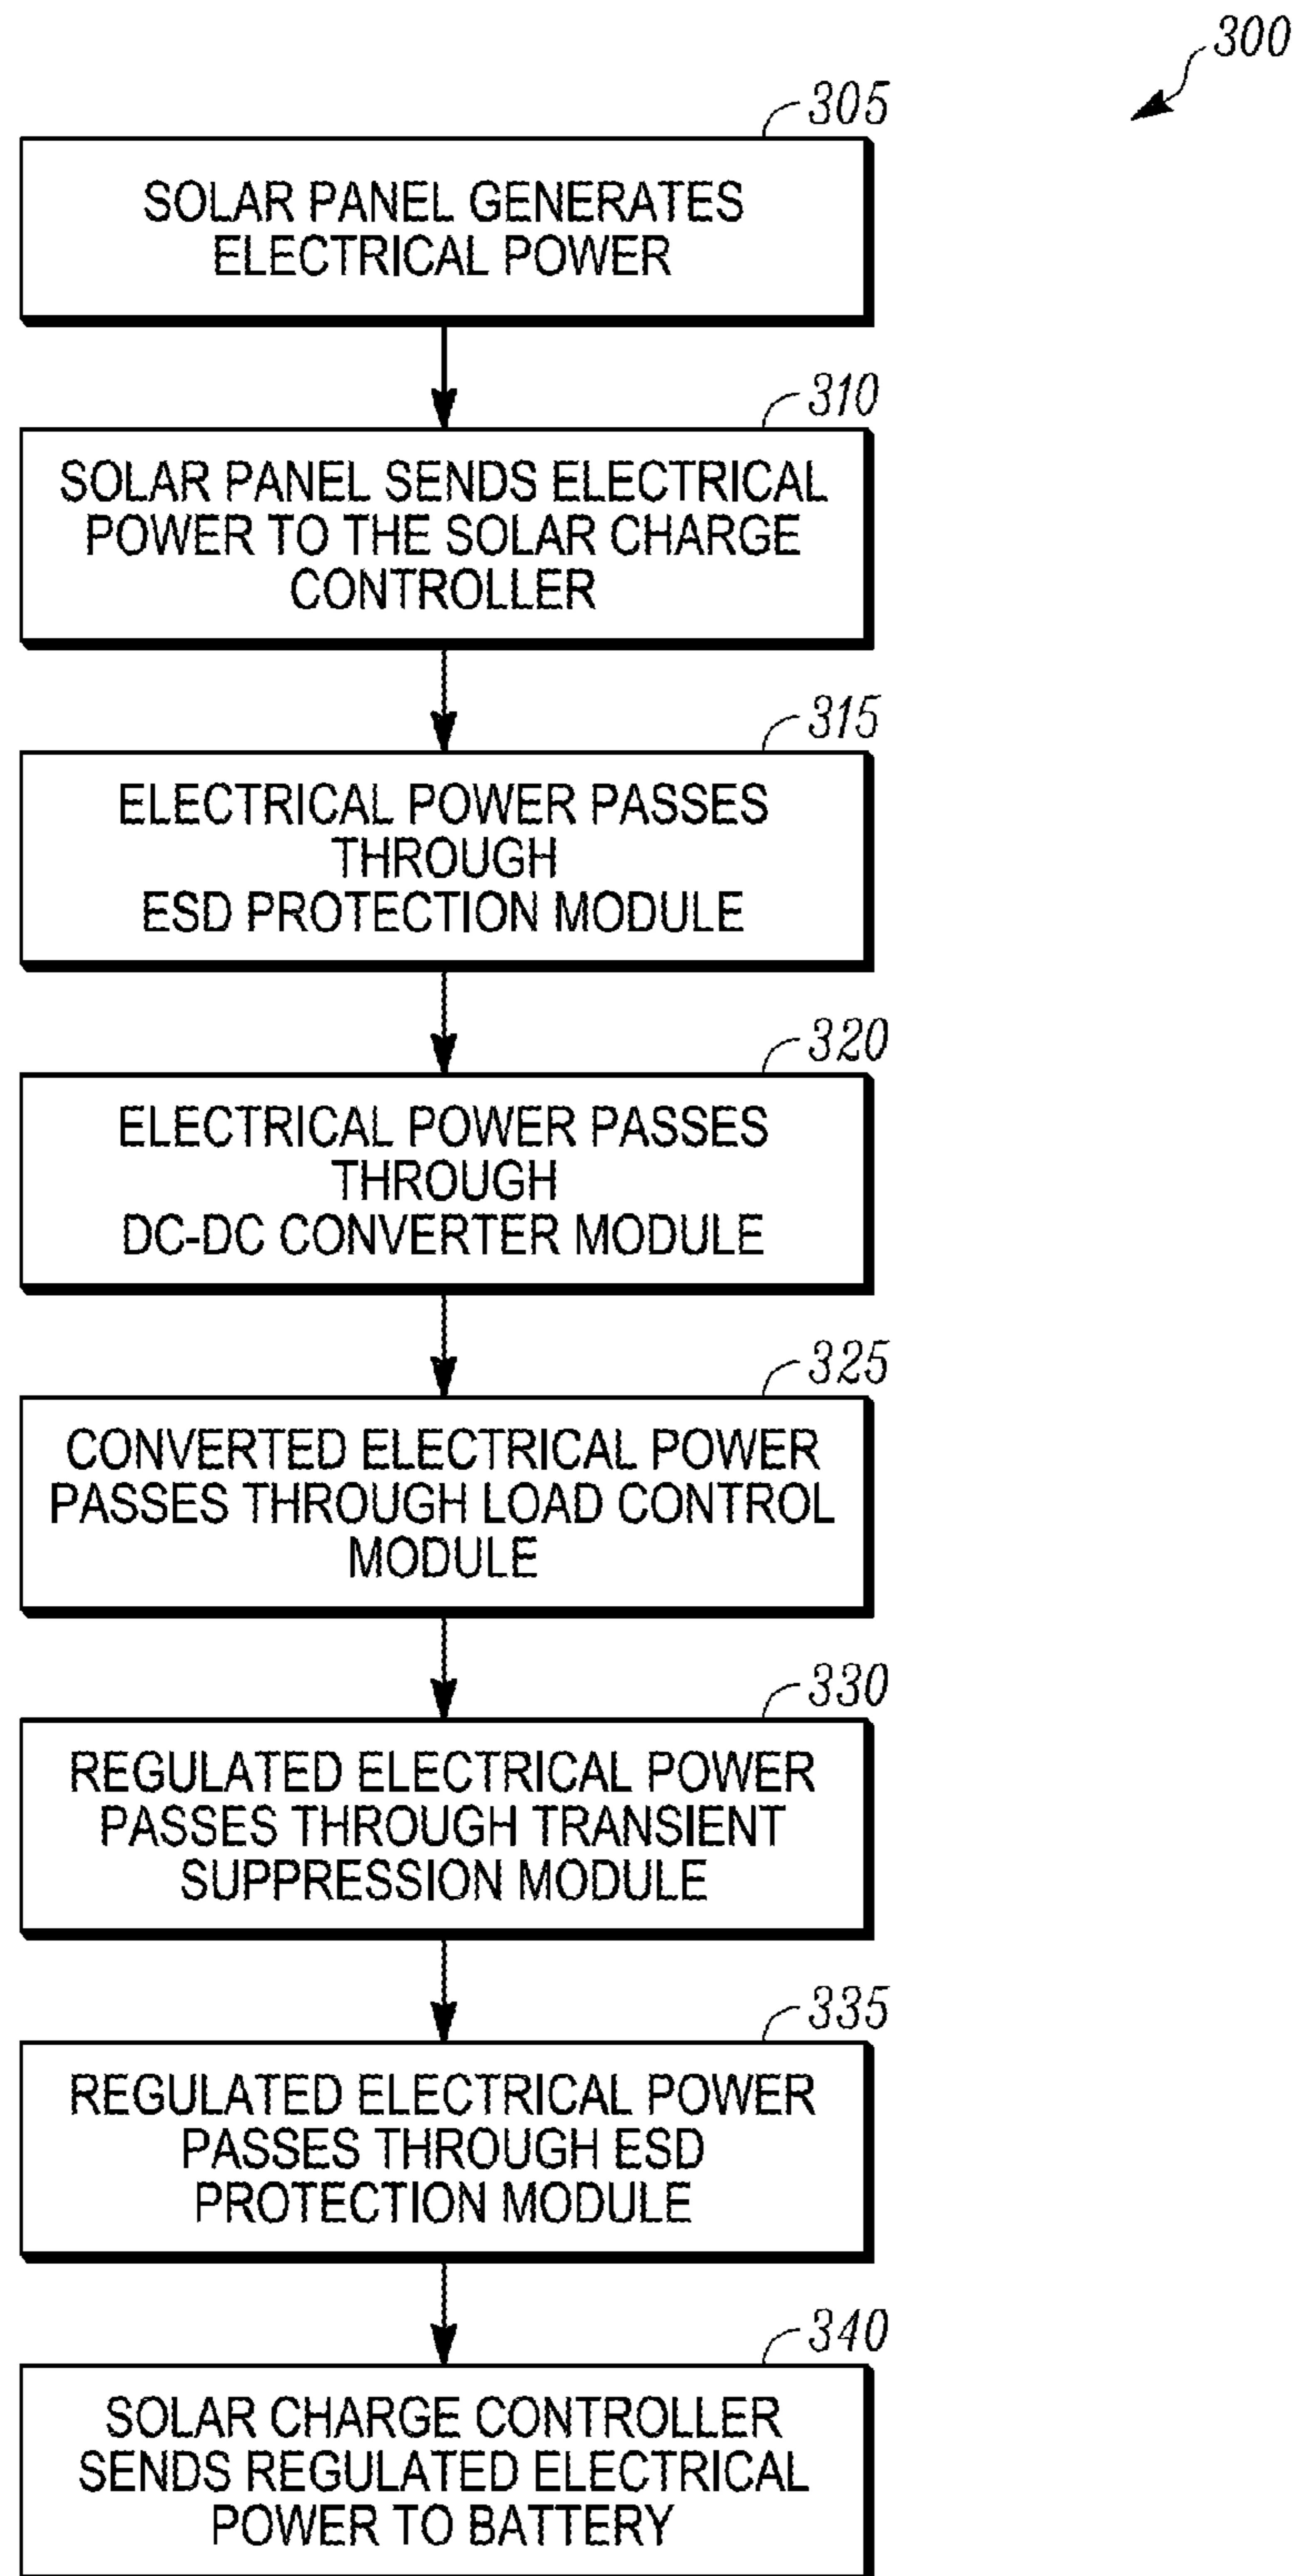 300
305
SOLAR PANEL GENERATES
ELECTRICAL POWER
310
SOLAR PANEL SENDS ELECTRICAL
POWER TO THE SOLAR CHARGE
CONTROLLER
315
ELECTRICAL POWER PASSES
THROUGH
ESD PROTECTION MODULE
320
ELECTRICAL POWER PASSES
THROUGH
DC-DC CONVERTER MODULE
325
CONVERTED ELECTRICAL POWER
PASSES THROUGH LOAD CONTROL
MODULE
330
REGULATED ELECTRICAL POWER
PASSES THROUGH TRANSIENT
SUPPRESSION MODULE
335
REGULATED ELECTRICAL POWER
PASSES THROUGH ESD
PROTECTION MODULE
340
SOLAR CHARGE CONTROLLER
SENDS REGULATED ELECTRICAL
POWER TO BATTERY